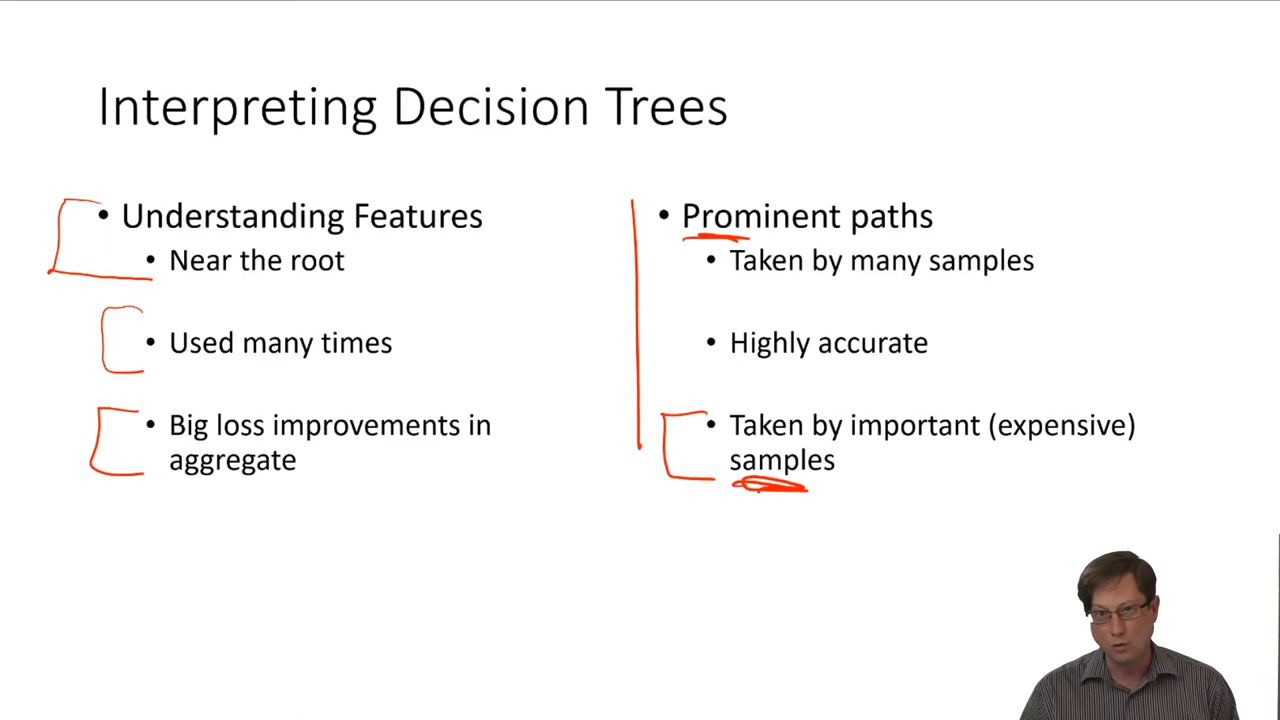 Interpreting Decision Trees
• Understanding Features
• Near the root
• Used many times
• Big loss improvements in
aggregate
• Prominent paths
• Taken by many samples
• Highly accurate
• Taken by important (expensive)
samples